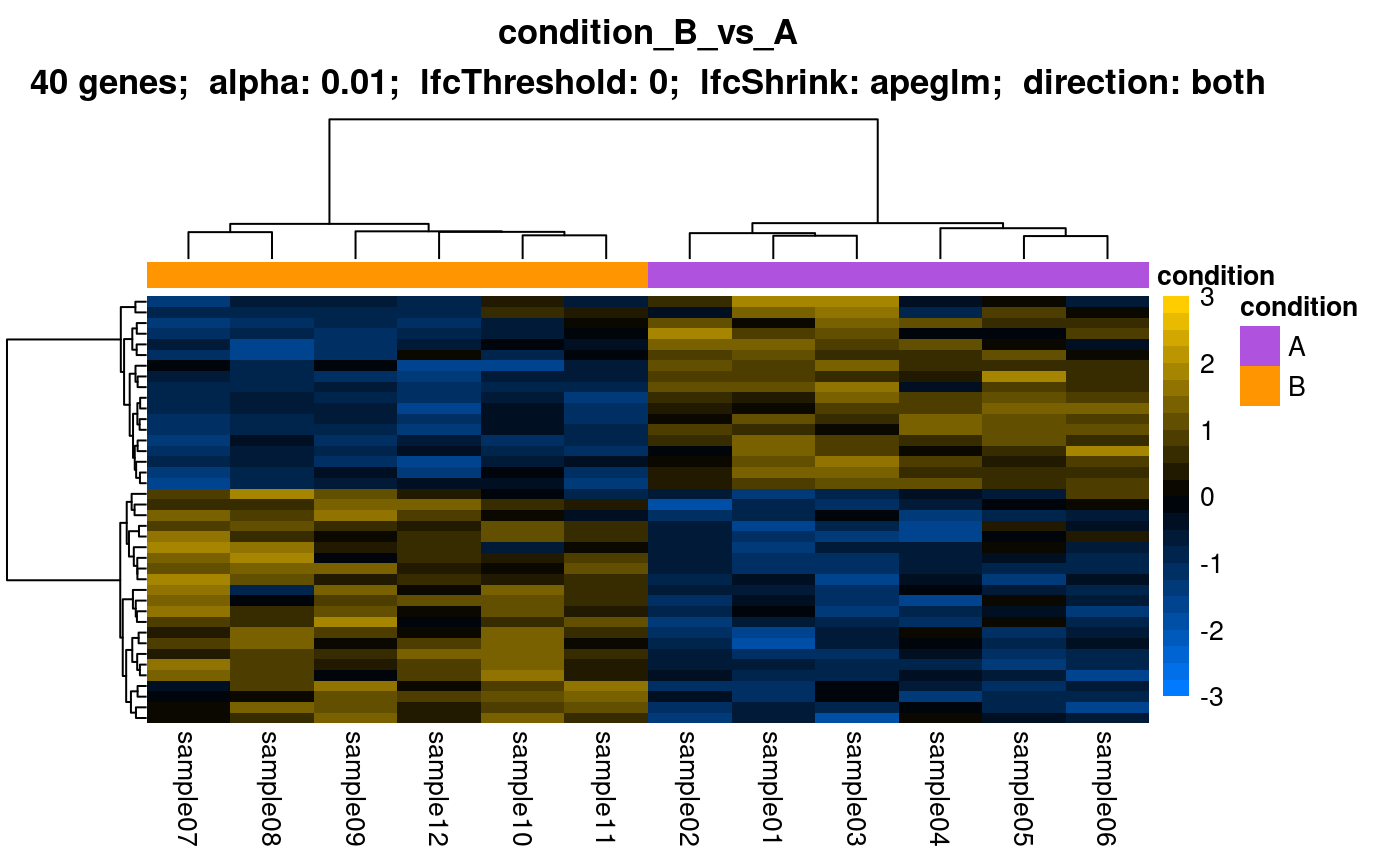 condition_B_vs_A
40 genes;  alpha: 0.01;  lfcThreshold: 0;  lfcShrink: apeglm;  direction: both
condition
3
2
1
0
-1
-2
-3
condition
A
B
sample07
sample08
sample09
sample12
sample10
sample11
sample02
sample01
sample03
sample04
sample05
sample06